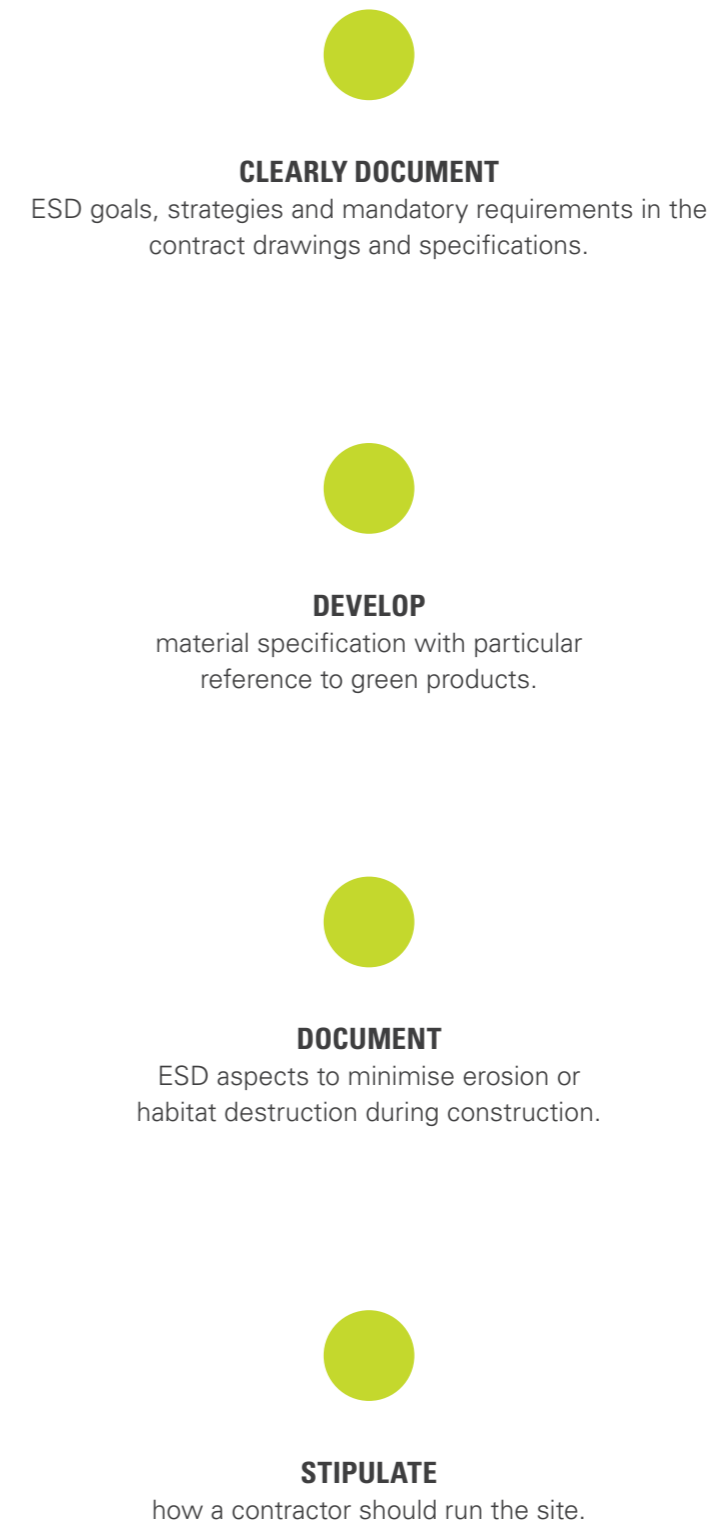 CLEARLY DOCUMENT
ESD goals, strategies and mandatory requirements in the
contract drawings and specifications.
DEVELOP
material specification with particular
reference to green products.
DOCUMENT
ESD aspects to minimise erosion or
habitat destruction during construction.
STIPULATE
how a contractor should run the site.